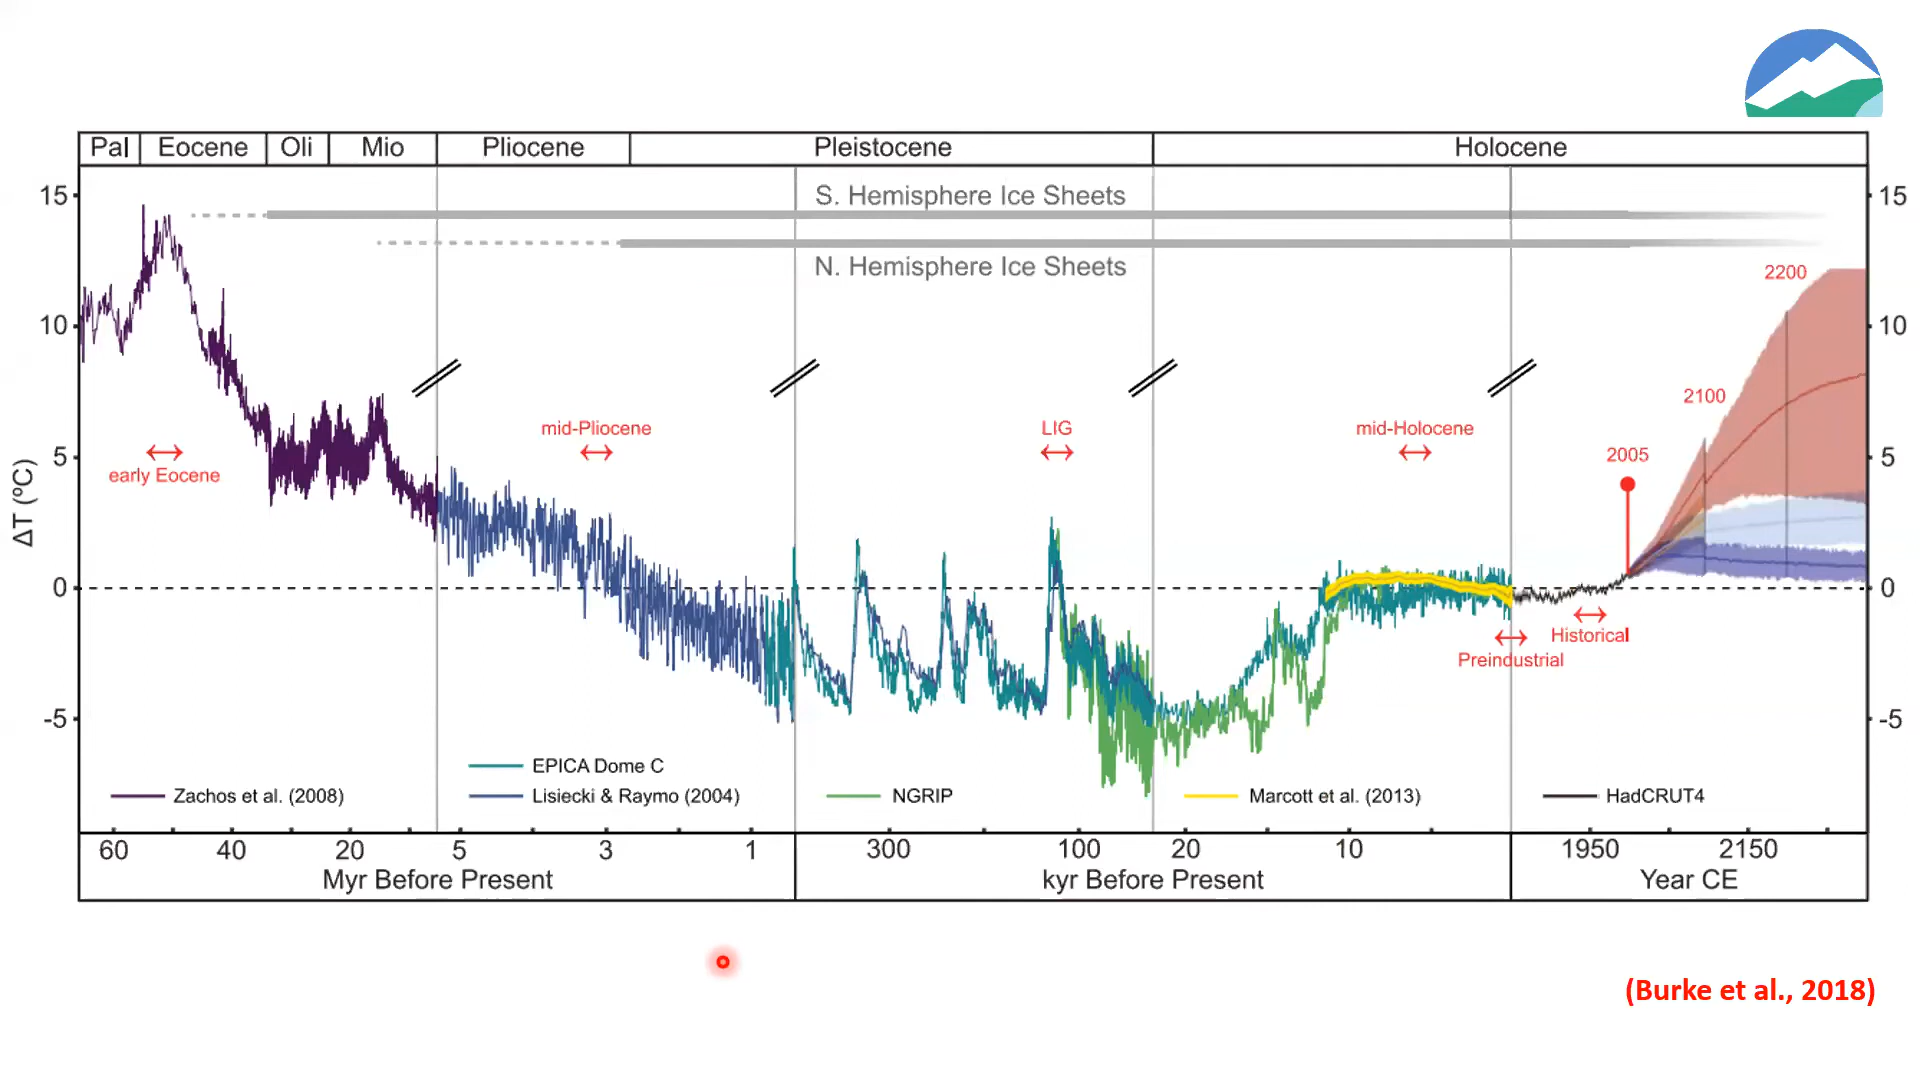 Pal Eocene Oli Mio Pliocene Pleistocene Holocene
15 S. Hemisphere Ice Sheets 15
N. Hemisphere Ice Sheets
2200
10 10
2100
mid-Pliocene LIG mid-Holocene
2005
5 5
early Eocene
ΔT (ºC)
0 0
Historical
Preindustrial
-5 -5
EPICA Dome C
Zachos et al. (2008) Lisiecki & Raymo (2004) NGRIP Marcott et al. (2013) HadCRUT4
60 40 20 5 3 1 300 100 20 10 1950 2150
Myr Before Present kyr Before Present Year CE
(Burke et al., 2018)